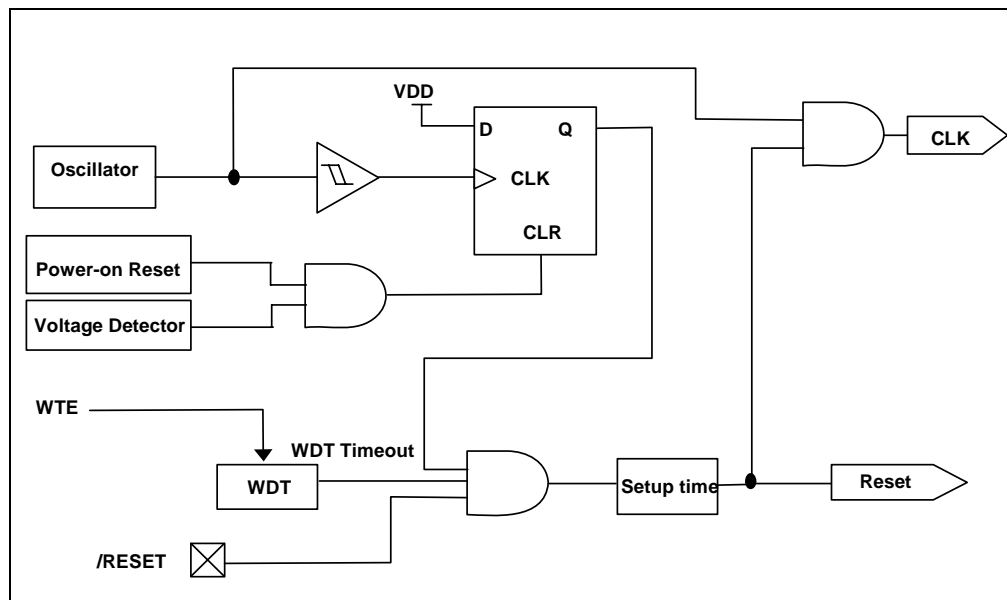 VDD
D
Q
CLK
Oscillator
CLK
CLR
Power-on Reset
Voltage Detector
WTE
WDT Timeout
WDT
Setup time
Reset
/RESET